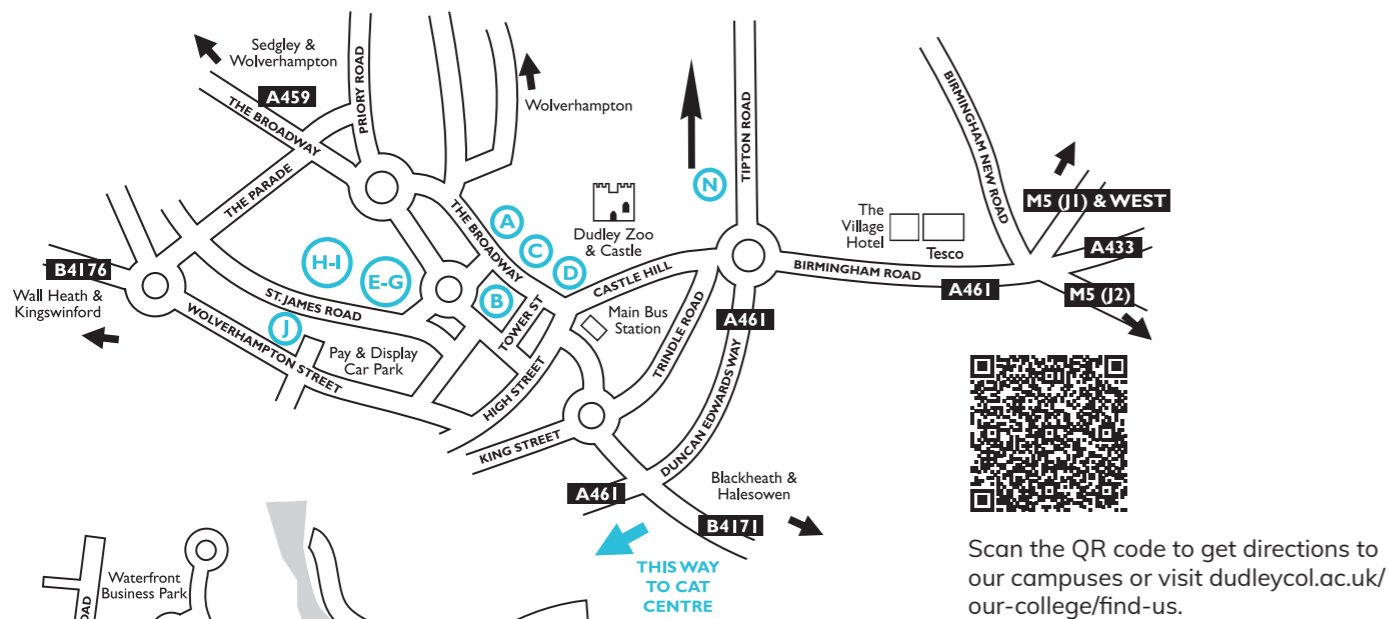 Sedgley &
Wolverhampton
A459
THE BROADWAY
PRIORY ROAD
Wolverhampton
THE PARADE
THE BROADWAY
A
C
D
B
H-I
E-G
J
N
Dudley Zoo
& Castle
TIPTON ROAD
BIRMINGHAM NEW ROAD
The
Village
Hotel
Tesco
M5 (J1) & WEST
A433
M5 (J2)
A461
BIRMINGHAM ROAD
CASTLE HILL
B4176
Wall Heath &
Kingswinford
ST. JAMES ROAD
WOLVERHAMPTON STREET
Pay & Display
Car Park
TOWER ST
HIGH STREET
Main Bus
Station
TRINDLE ROAD
A461
DUNCAN EDWARDS WAY
KING STREET
A461
Blackheath &
Halesowen
B4171
THIS WAY
TO CAT
CENTRE
Waterfront
Business Park
Scan the QR code to get directions to
our campuses or visit dudleycol.ac.uk/
our-college/find-us.